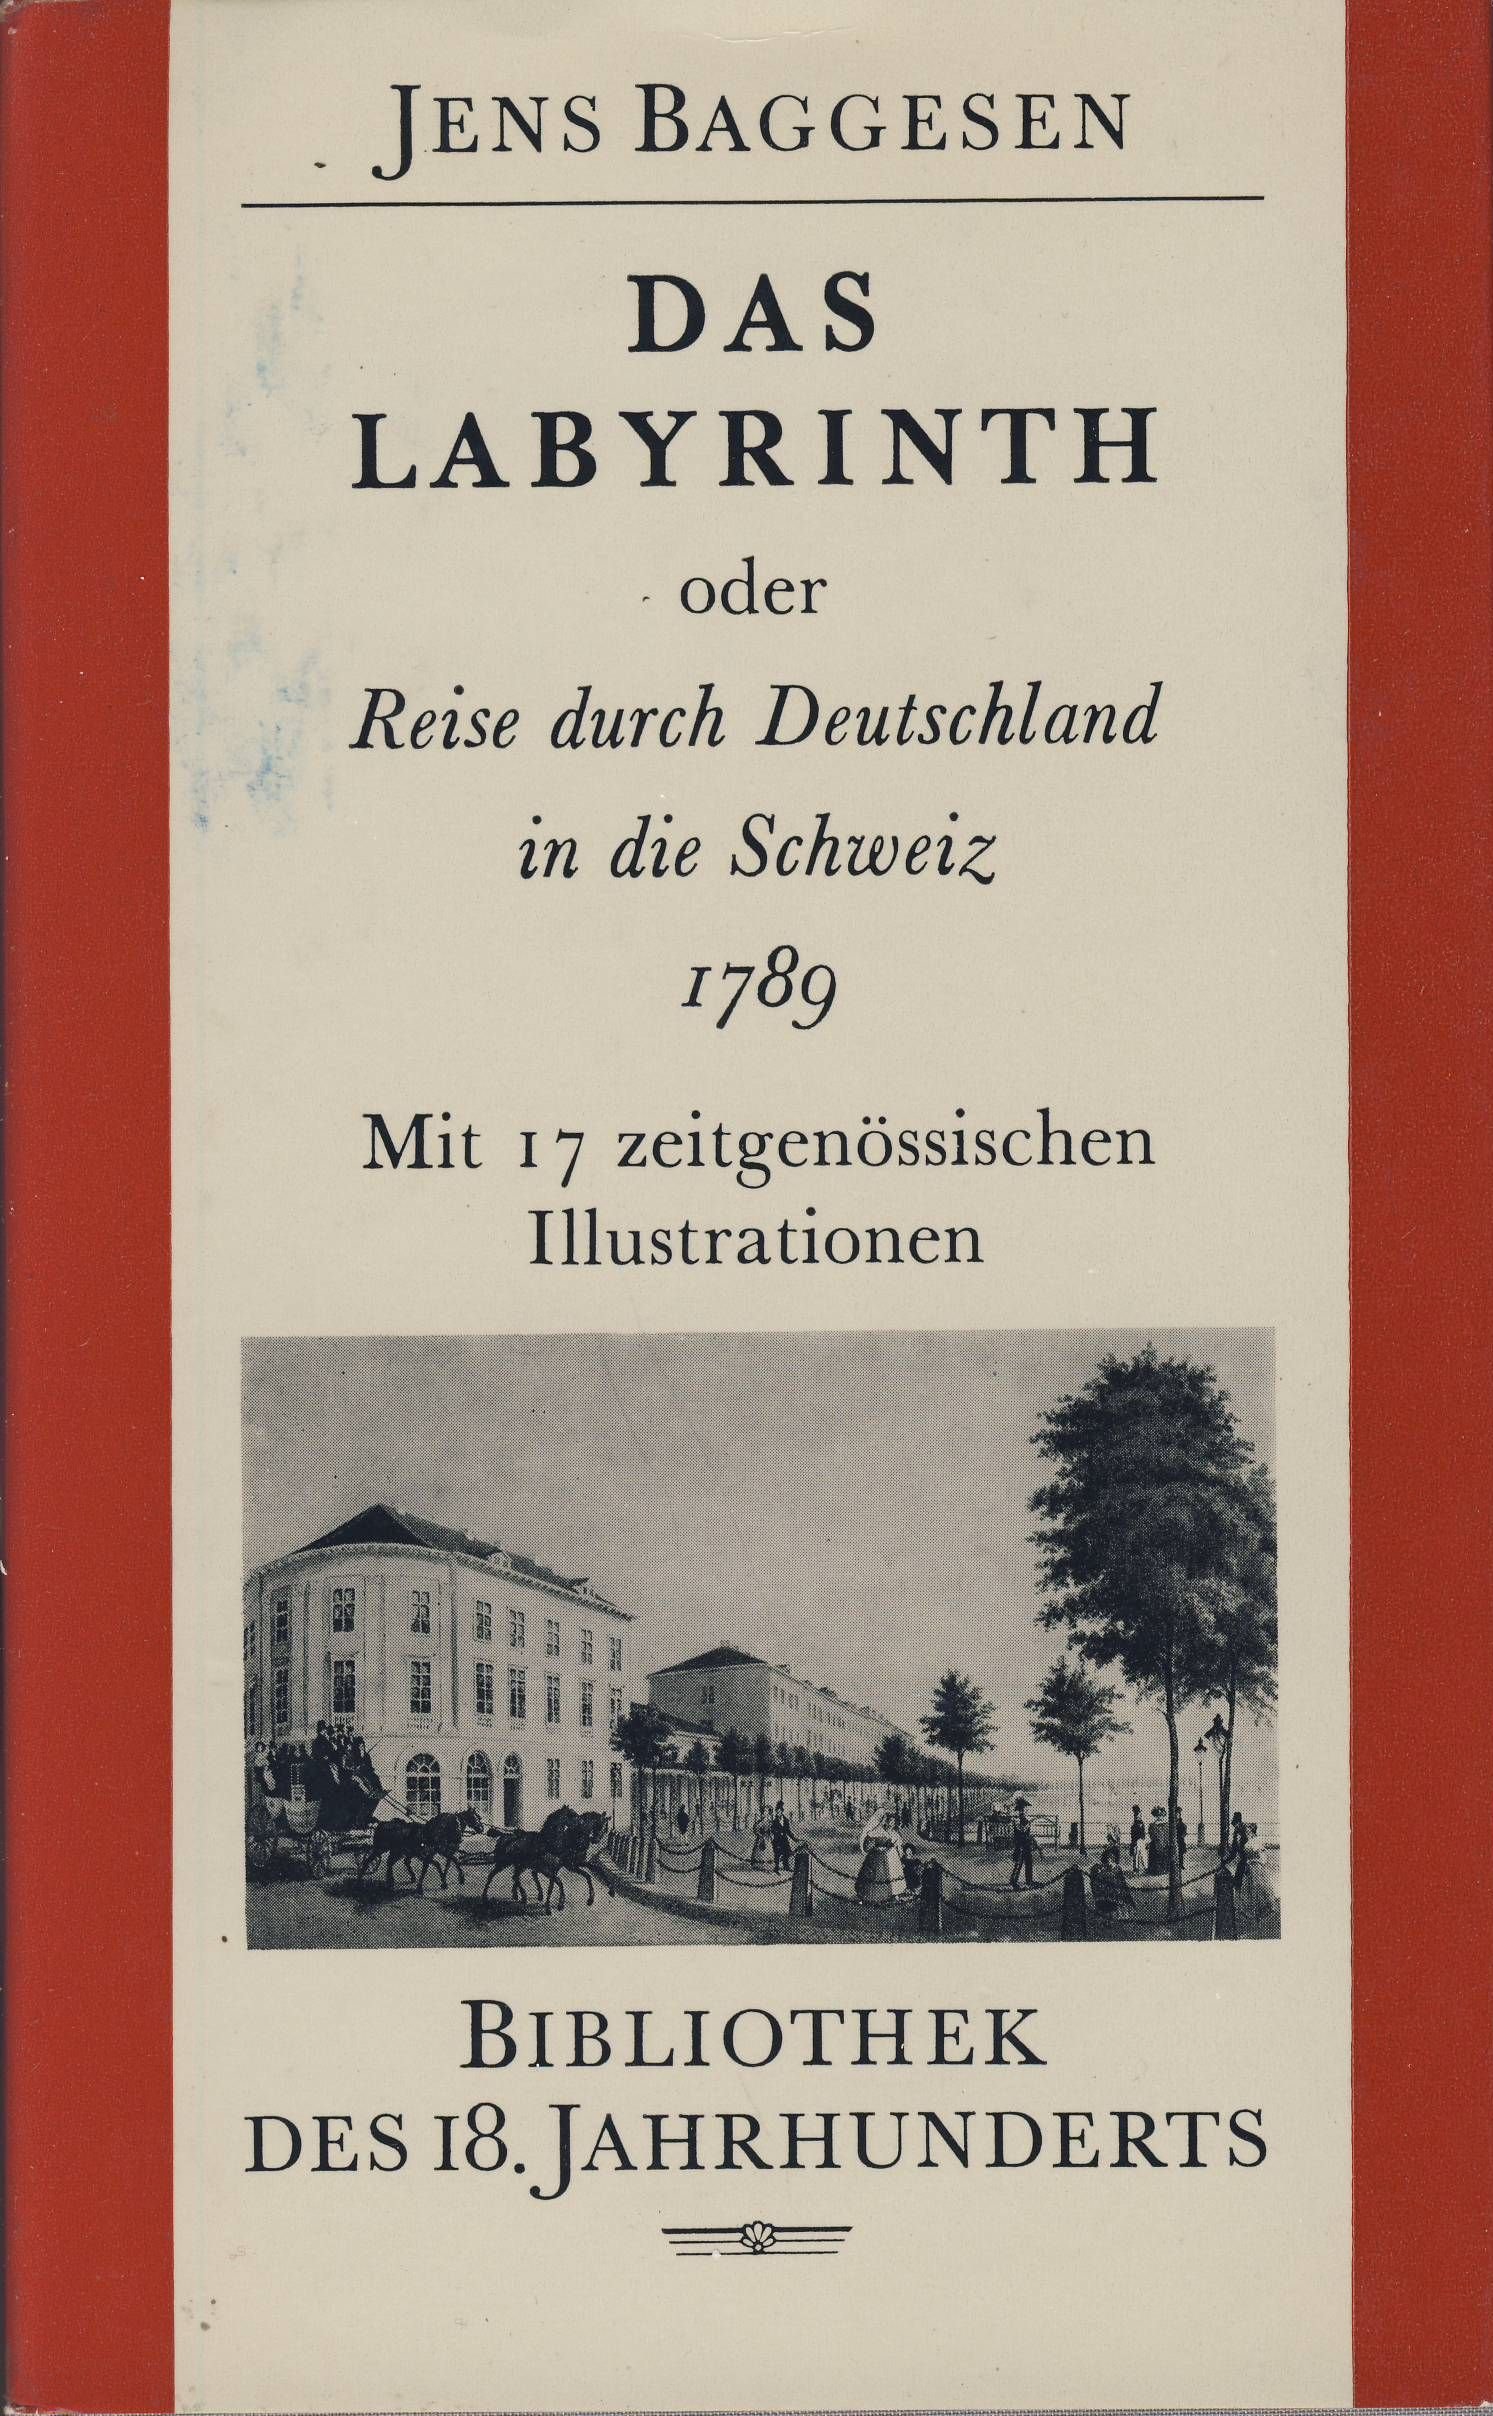 JENS BAGGESEN
DAS
LABYRINTH
oder
Reise durch Deutschland
in die Schweiz
1789
Mit 17 zeitgenössischen
Illustrationen
BIBLIOTHEK
DES 18. JAHRHUNDERTS